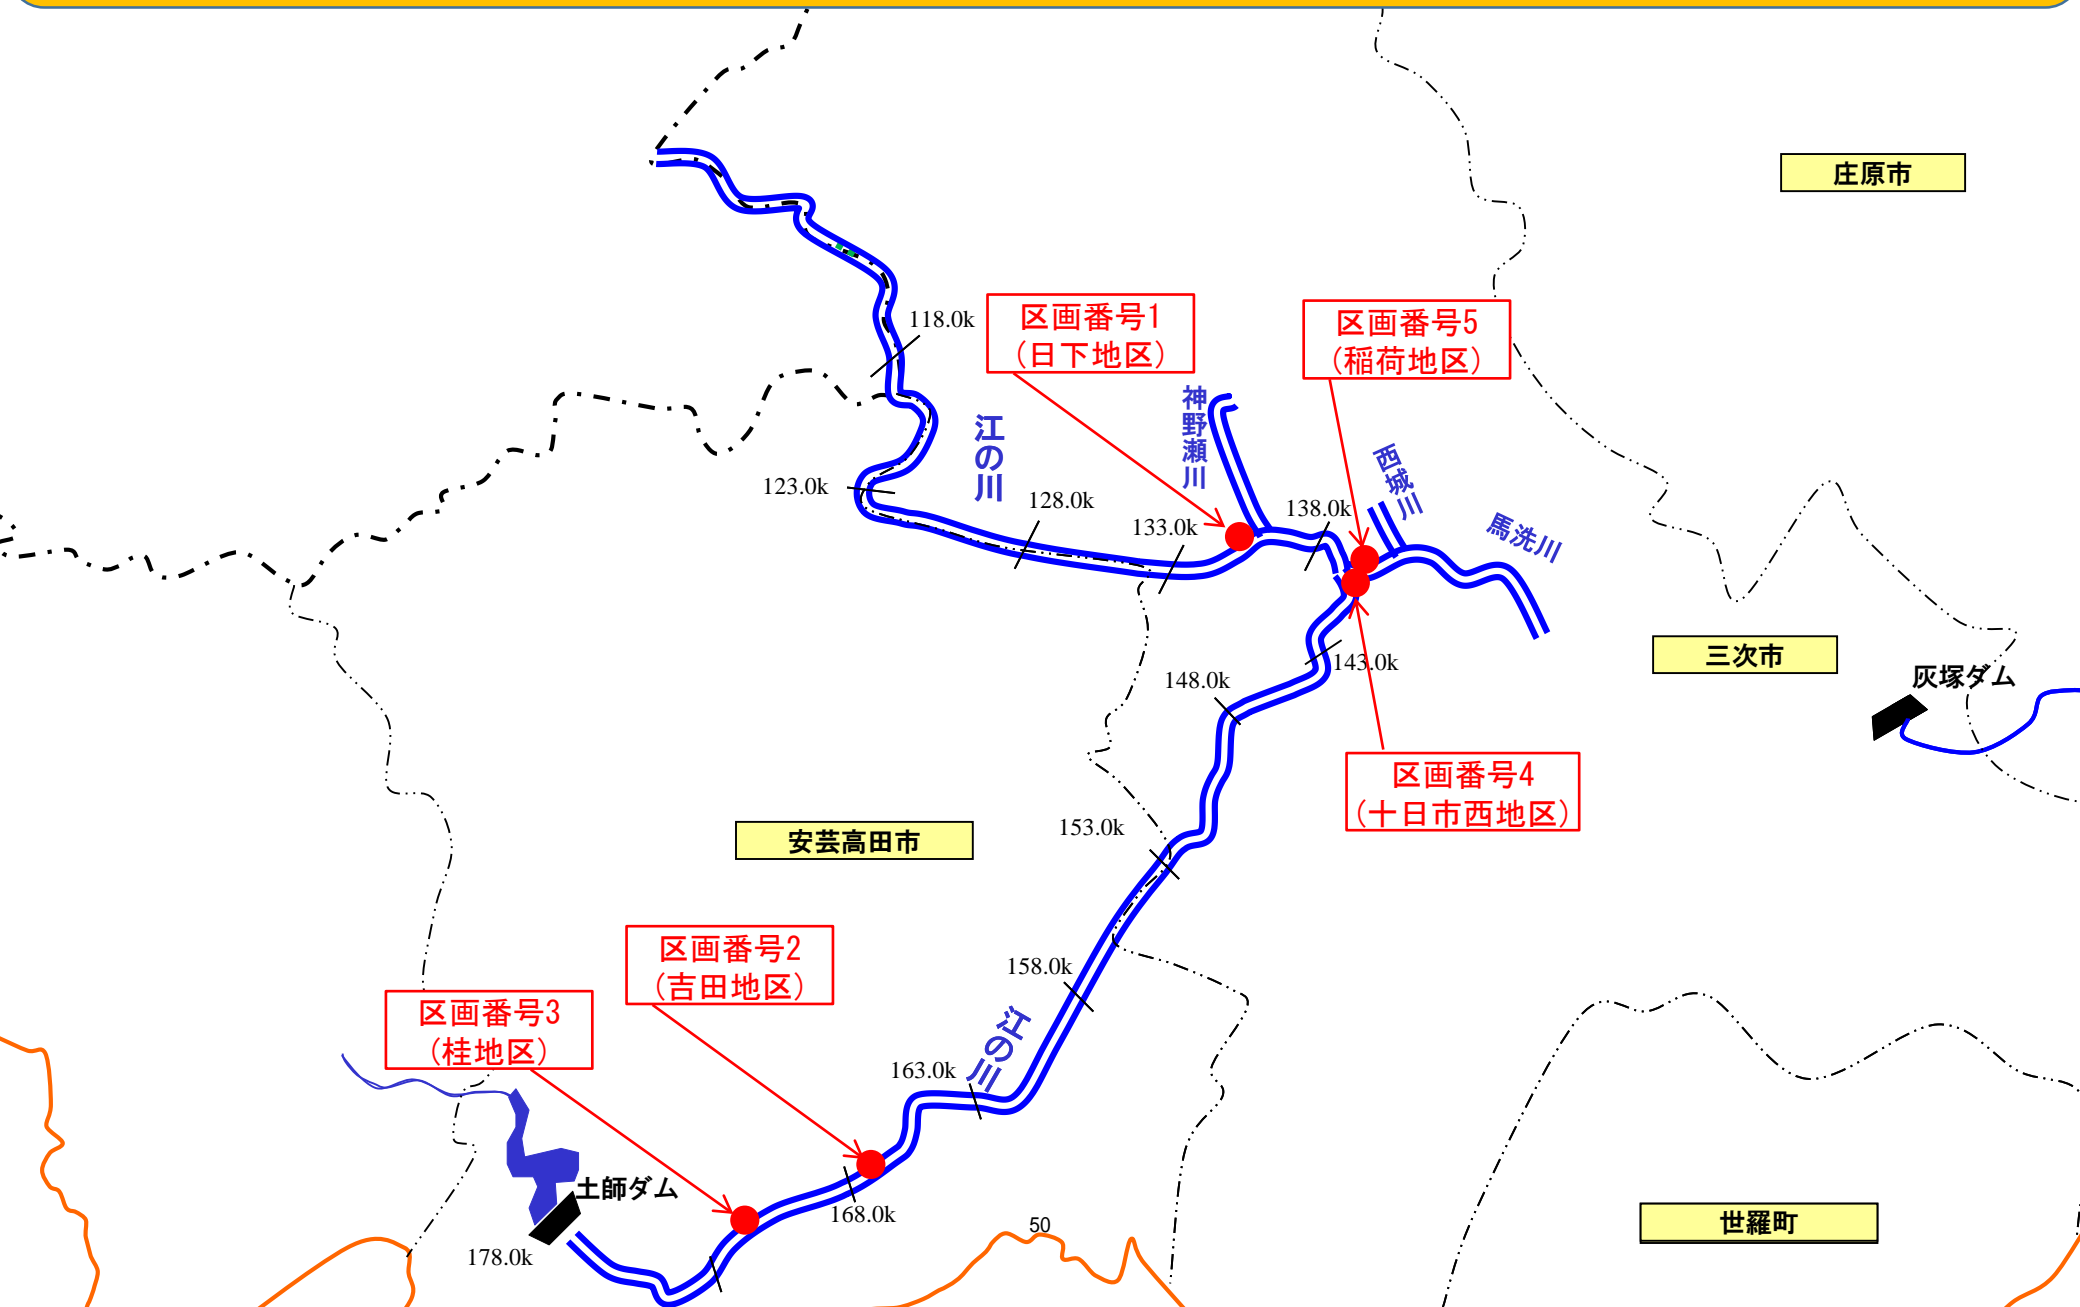 庄原市
118.0k
区画番号1
(日下地区)
区画番号5
(稲荷地区)
神野瀬川
江の川
西城川
123.0k
128.0k
133.0k
138.0k
馬洗川
三次市
143.0k
灰塚ダム
148.0k
区画番号4
(十日市西地区)
153.0k
安芸高田市
区画番号2
(吉田地区)
158.0k
区画番号3
(桂地区)
江の川
163.0k
土師ダム
168.0k
50
世羅町
178.0k